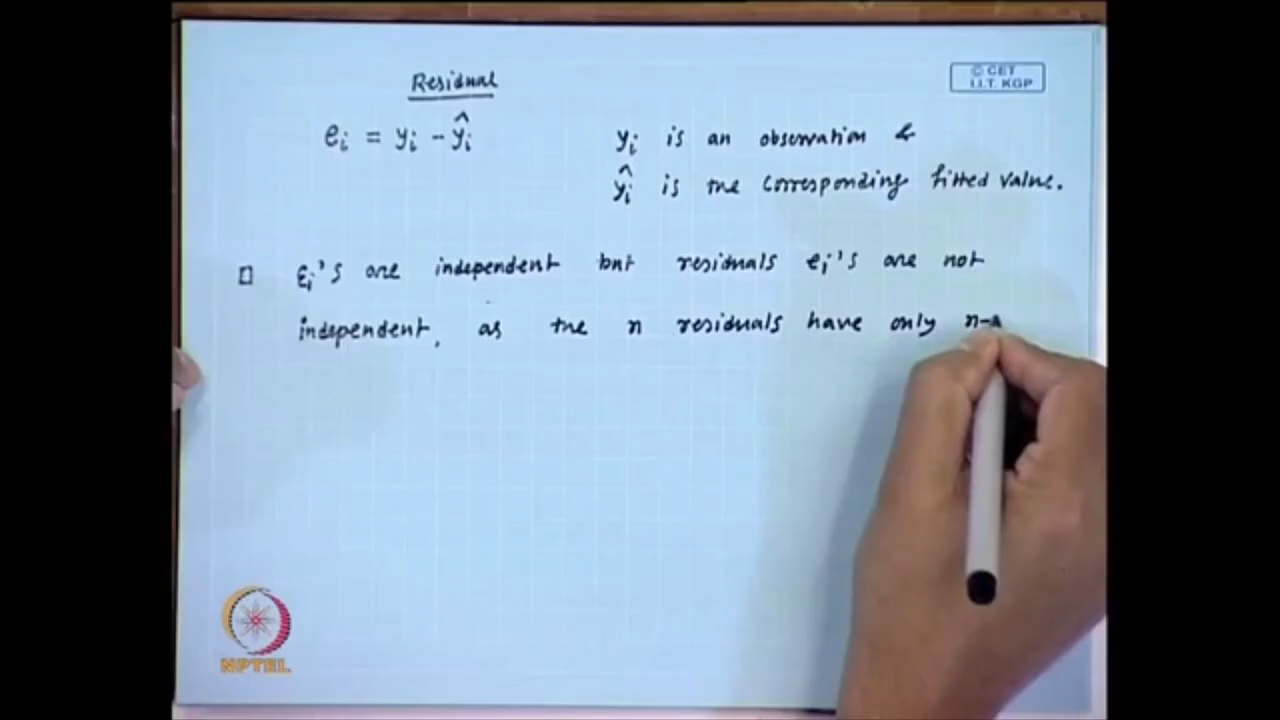 Residual
© CET
I.I.T. KGP
eᵢ = yᵢ - ŷᵢ
yᵢ is an observation &
ŷᵢ is the corresponding fitted value.
εᵢ's are independent but residuals eᵢ's are not
independent, as the n residuals have only n-
NPTEL